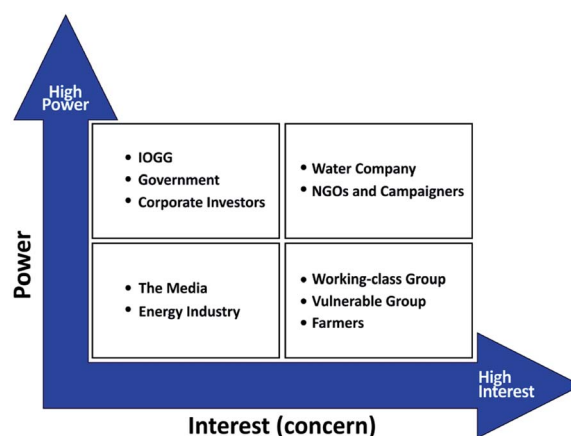 High
Power
• IOGG
• Government
• Corporate Investors
• Water Company
• NGOs and Campaigners
• The Media
• Energy Industry
• Working-class Group
• Vulnerable Group
• Farmers
Power
High
Interest
Interest (concern)